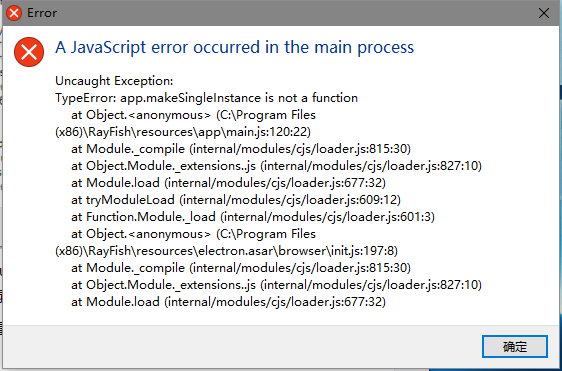 Error
A JavaScript error occurred in the main process
Uncaught Exception:
TypeError: app.makeSingleInstance is not a function
at Object.<anonymous> (C:\Program Files
(x86)\RayFish\resources\app\main.js:120:22)
at Module._compile (internal/modules/cjs/loader.js:815:30)
at Object.Module._extensions..js (internal/modules/cjs/loader.js:827:10)
at Module.load (internal/modules/cjs/loader.js:677:32)
at tryModuleLoad (internal/modules/cjs/loader.js:609:12)
at Function.Module._load (internal/modules/cjs/loader.js:601:3)
at Object.<anonymous> (C:\Program Files
(x86)\RayFish\resources\electron.asar\browser\init.js:197:8)
at Module._compile (internal/modules/cjs/loader.js:815:30)
at Object.Module._extensions..js (internal/modules/cjs/loader.js:827:10)
at Module.load (internal/modules/cjs/loader.js:677:32)
确定